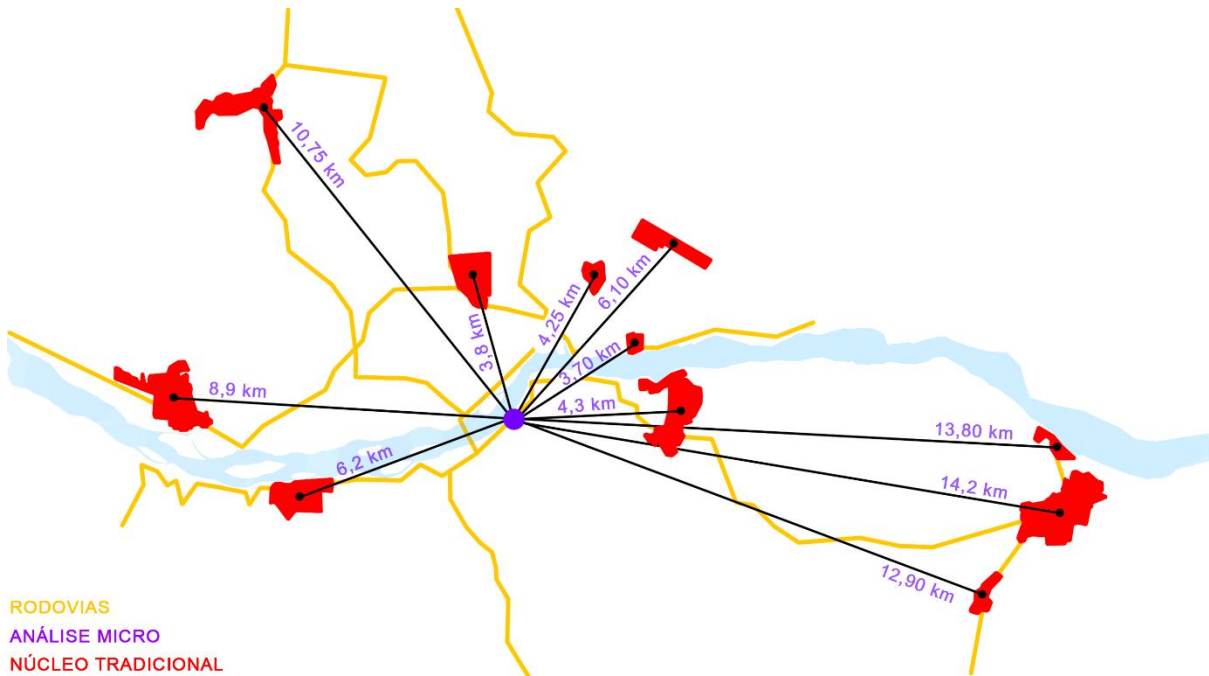 10,75 km
3,8 km
4,25 km
6,10 km
3,70 km
8,9 km
4,3 km
13,80 km
6,2 km
14,2 km
12,90 km
RODOVIAS
ANÁLISE MICRO
NÚCLEO TRADICIONAL